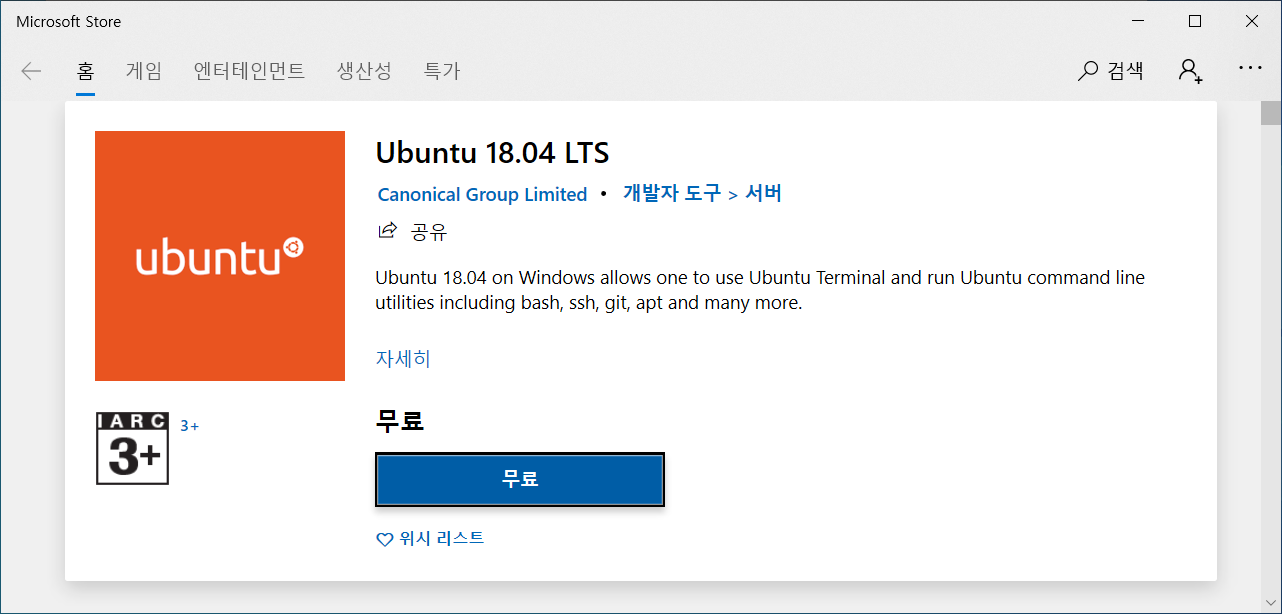 Microsoft Store
홈 게임 엔터테인먼트 생산성 특가 검색
ubuntu
Ubuntu 18.04 LTS
Canonical Group Limited • 개발자 도구 > 서버
공유
Ubuntu 18.04 on Windows allows one to use Ubuntu Terminal and run Ubuntu command line
utilities including bash, ssh, git, apt and many more.
자세히
IARC
3+
3+
무료
무료
위시 리스트